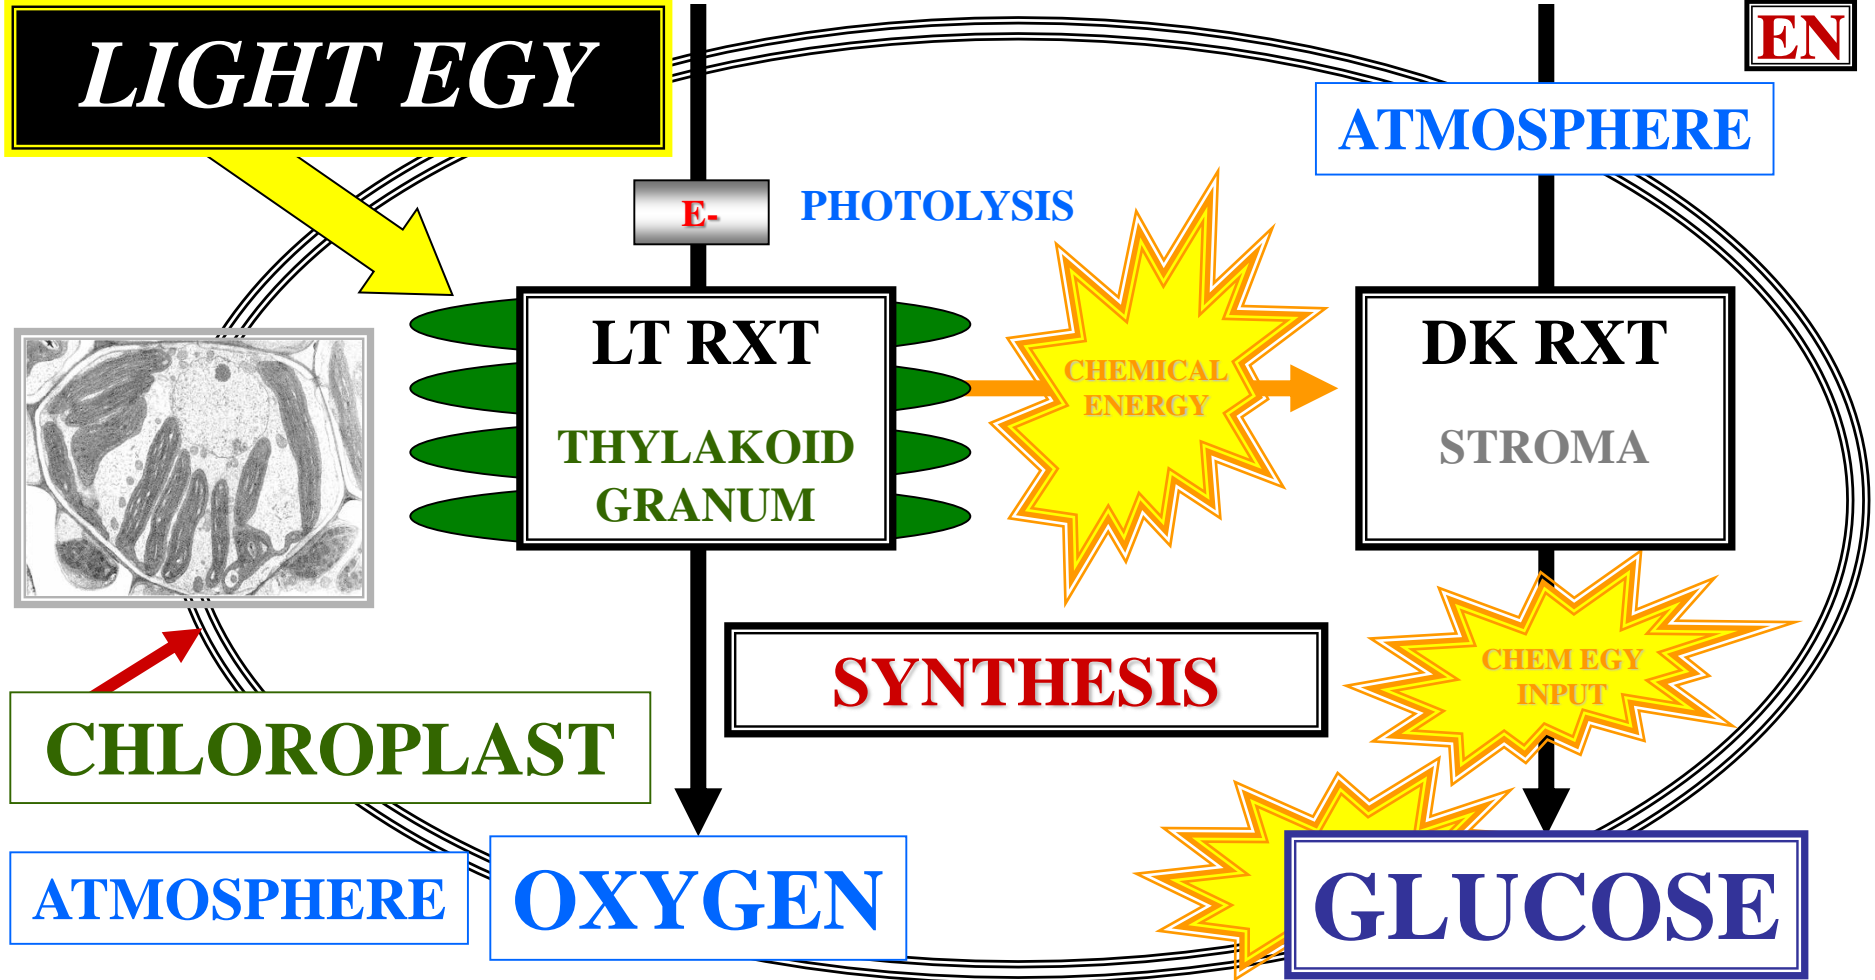 LIGHT EGY
EN
ATMOSPHERE
E-
PHOTOLYSIS
LT RXT
THYLAKOID
GRANUM
CHEMICAL
ENERGY
DK RXT
STROMA
SYNTHESIS
CHEM EGY
INPUT
CHLOROPLAST
ATMOSPHERE
OXYGEN
GLUCOSE